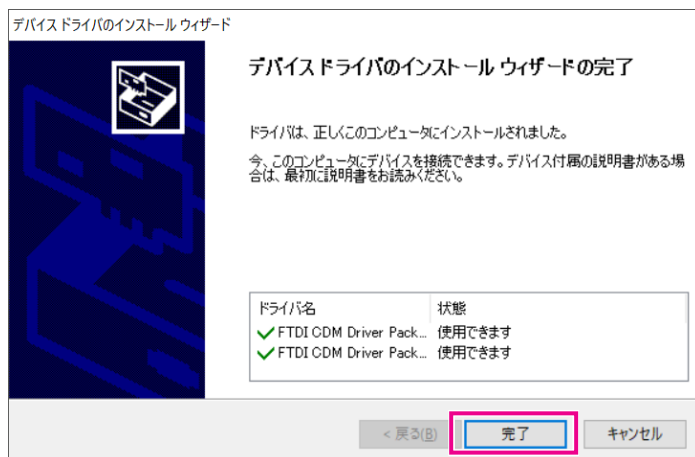 デバイス ドライバのインストール ウィザード
デバイス ドライバのインストール ウィザードの完了
ドライバは、正しくこのコンピュータにインストールされました。
今、このコンピュータにデバイスを接続できます。デバイス付属の説明書がある場
合は、最初に説明書をお読みください。
ドライバ名 状態
FTDI CDM Driver Pack... 使用できます
FTDI CDM Driver Pack... 使用できます
< 戻る(B) 完了 キャンセル